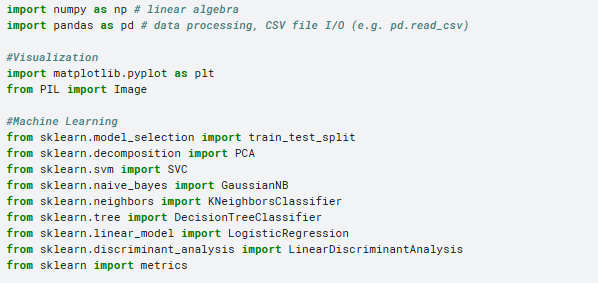 import numpy as np # linear algebra
import pandas as pd # data processing, CSV file I/O (e.g. pd.read_csv)
#Visualization
import matplotlib.pyplot as plt
from PIL import Image
#Machine Learning
from sklearn.model_selection import train_test_split
from sklearn.decomposition import PCA
from sklearn.svm import SVC
from sklearn.naive_bayes import GaussianNB
from sklearn.neighbors import KNeighborsClassifier
from sklearn.tree import DecisionTreeClassifier
from sklearn.linear_model import LogisticRegression
from sklearn.discriminant_analysis import LinearDiscriminantAnalysis
from sklearn import metrics